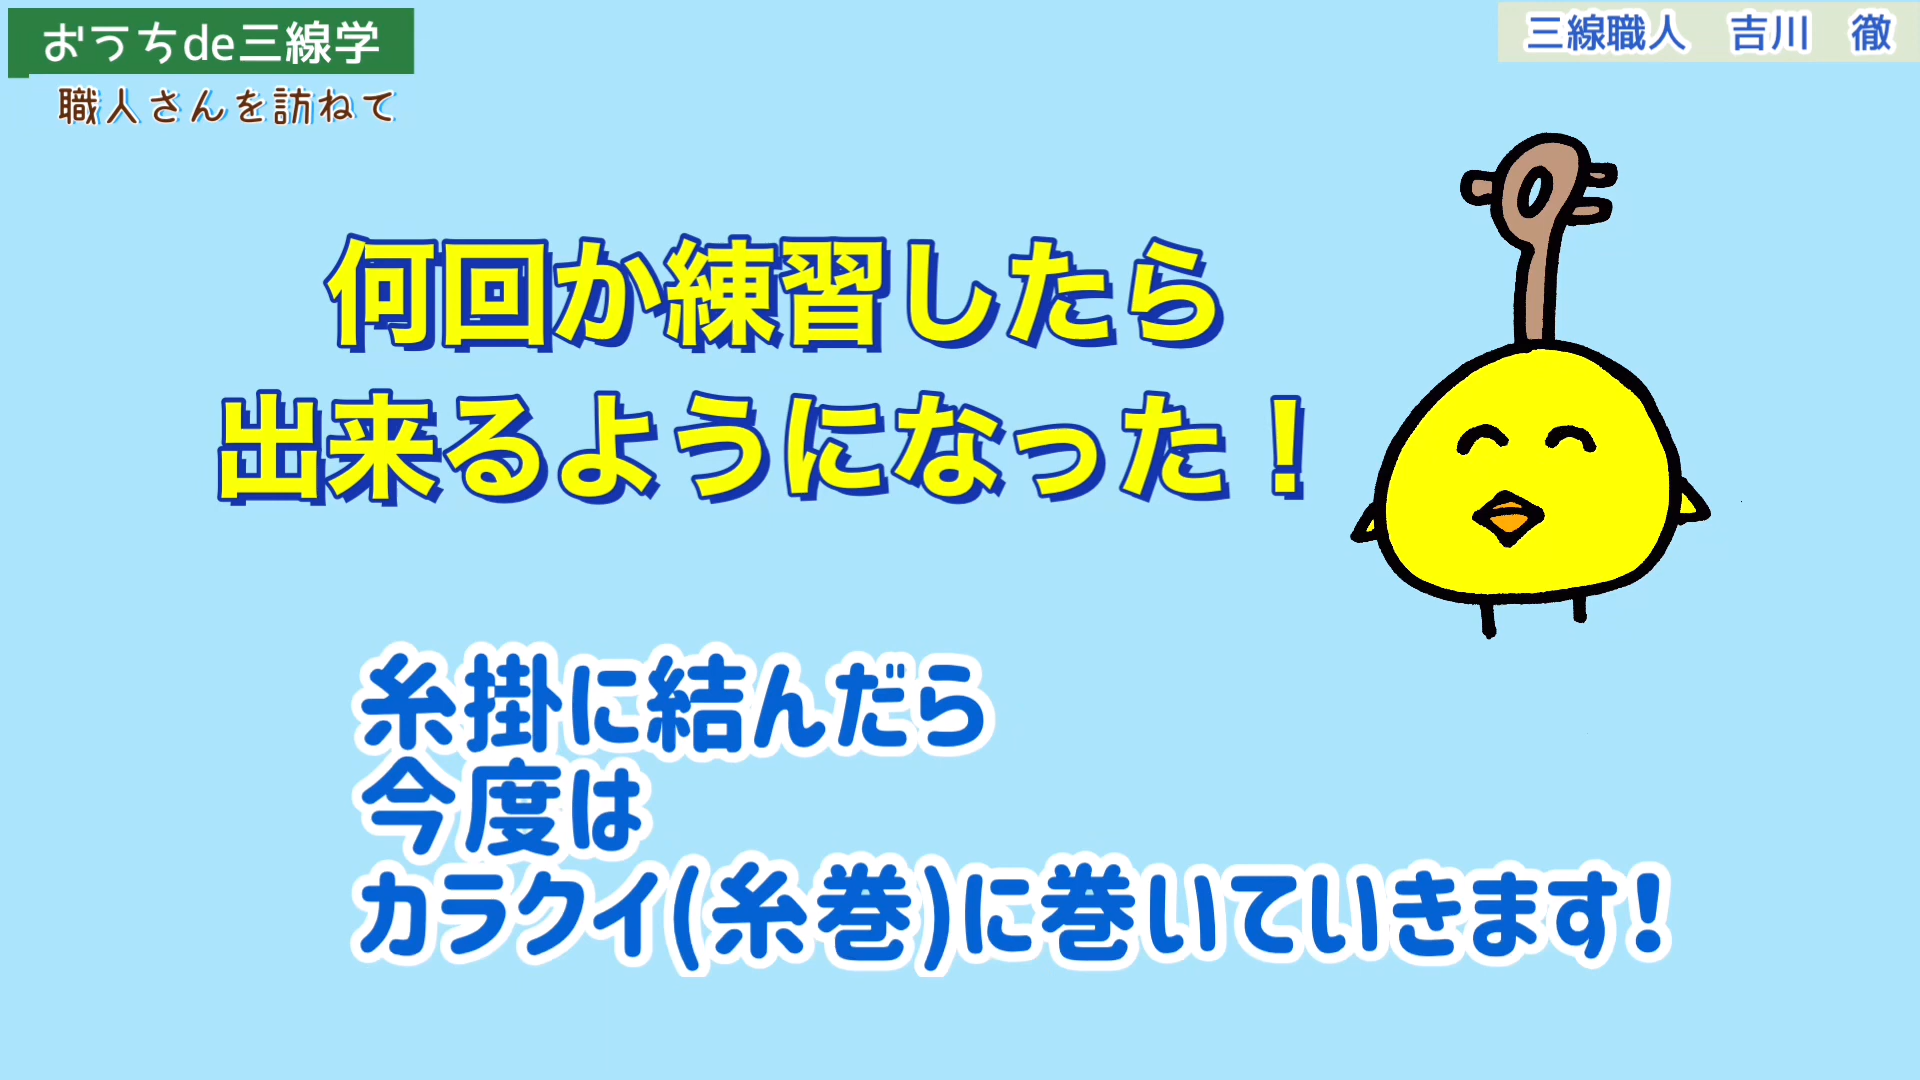 おうちde三線学
職人さんを訪ねて
三線職人　吉川　徹
何回か練習したら
出来るようになった！
糸掛に結んだら
今度は
カラクイ(糸巻)に巻いていきます!